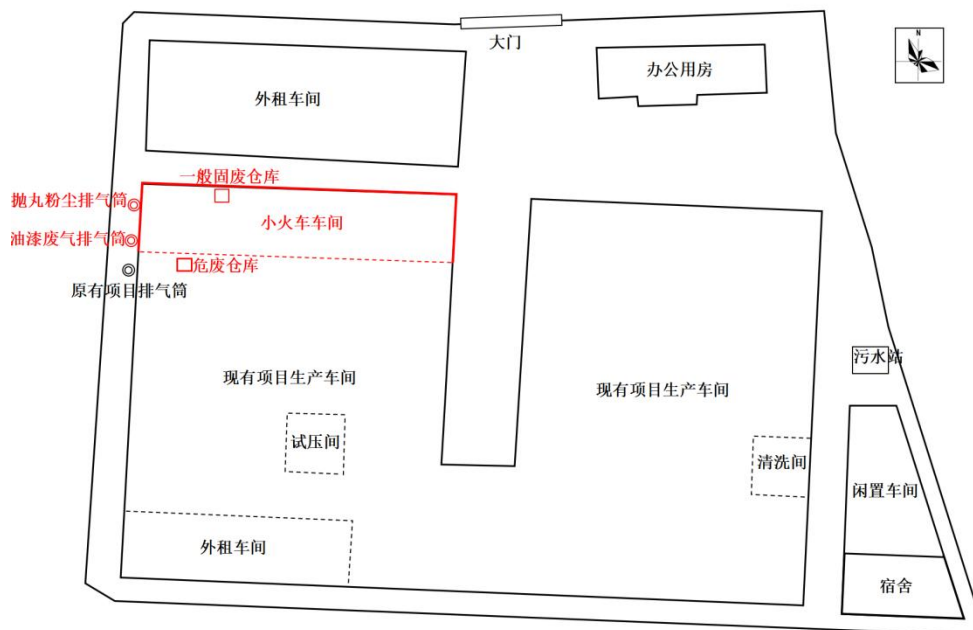 大门
N
办公用房
外租车间
一般固废仓库
抛丸粉尘排气筒
小火车车间
油漆废气排气筒
危废仓库
原有项目排气筒
污水站
现有项目生产车间
现有项目生产车间
试压间
清洗间
闲置车间
外租车间
宿舍